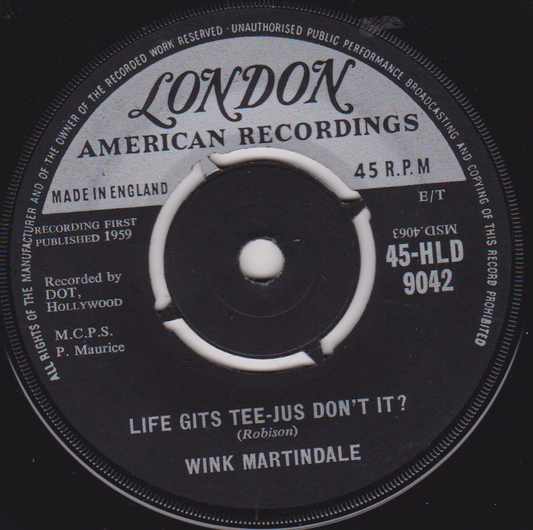 ALL RIGHTS OF THE MANUFACTURER AND OF THE OWNER OF THE RECORDED WORK RESERVED · UNAUTHORISED PUBLIC PERFORMANCE BROADCASTING AND COPYING OF THIS RECORD PROHIBITED
LONDON
AMERICAN RECORDINGS
45 R.P.M
MADE IN ENGLAND
E/T
RECORDING FIRST
PUBLISHED 1959
MSD.4063
45-HLD
9042
Recorded by
DOT,
HOLLYWOOD
M.C.P.S.
P. Maurice
LIFE GITS TEE-JUS DON'T IT?
(Robison)
WINK MARTINDALE